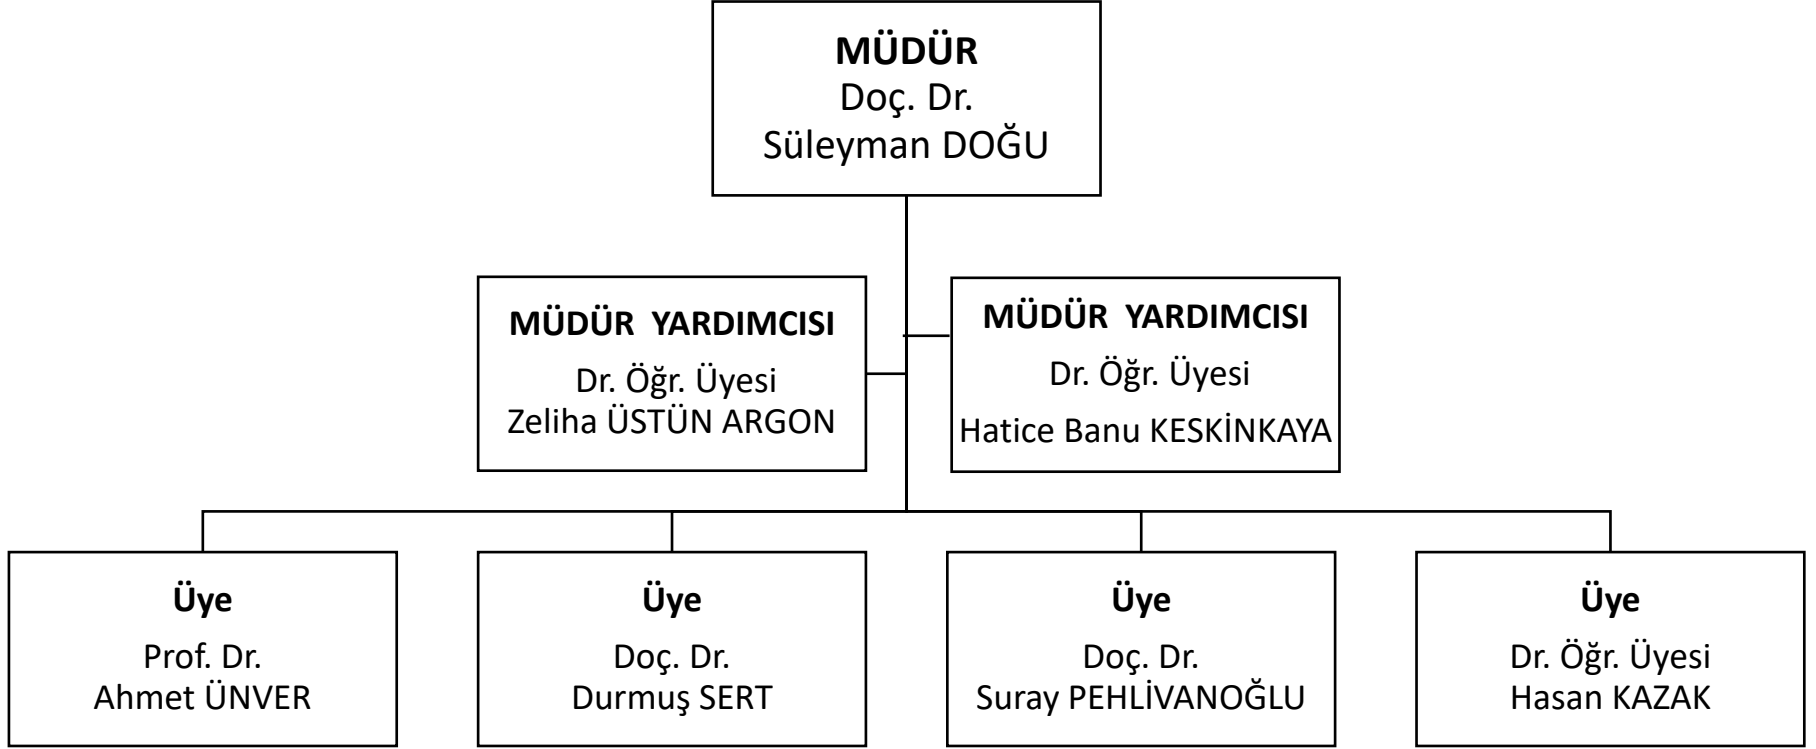 MÜDÜR
Doç. Dr.
Süleyman DOĞU
MÜDÜR  YARDIMCISI
Dr. Öğr. Üyesi
Zeliha ÜSTÜN ARGON
MÜDÜR  YARDIMCISI
Dr. Öğr. Üyesi
Hatice Banu KESKİNKAYA
Üye
Prof. Dr.
Ahmet ÜNVER
Üye
Doç. Dr.
Durmuş SERT
Üye
Doç. Dr.
Suray PEHLİVANOĞLU
Üye
Dr. Öğr. Üyesi
Hasan KAZAK